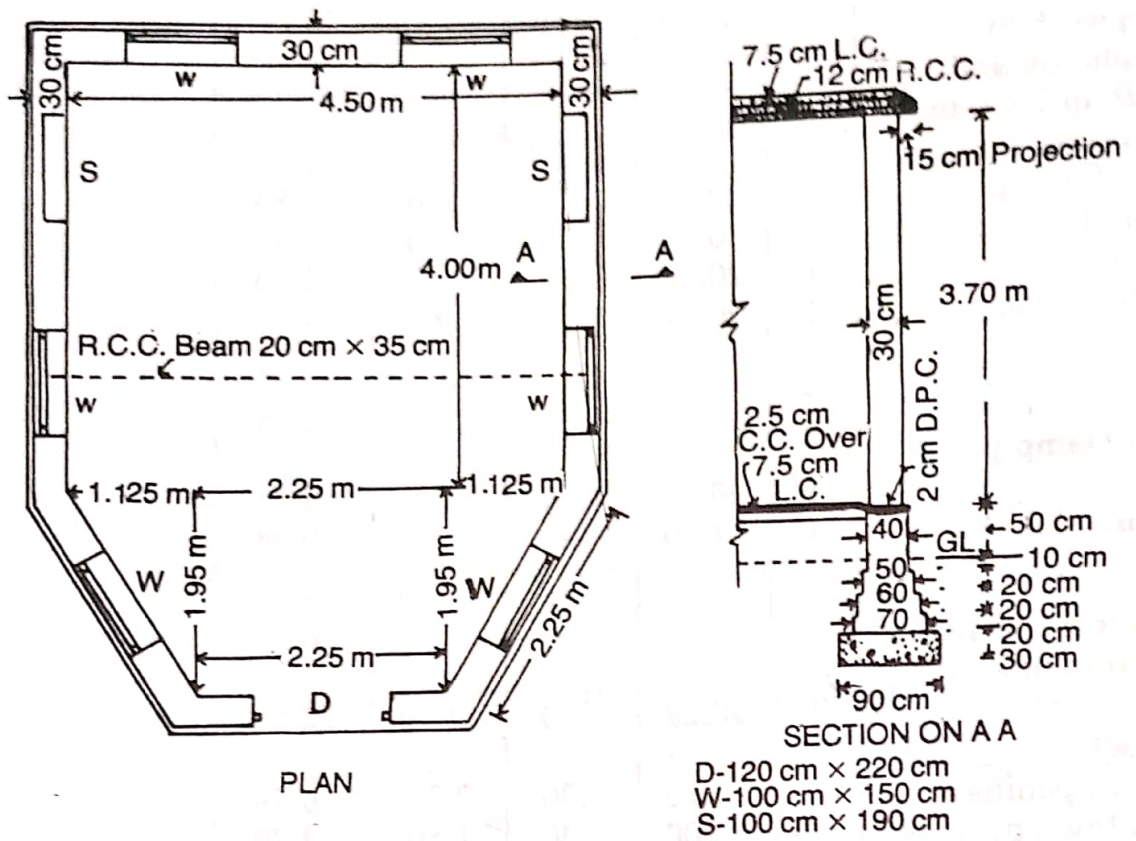 30 cm
30 cm
30 cm
W
W
4.50 m
S
S
4.00m
A
A
R.C.C. Beam 20 cm × 35 cm
W
W
1.125 m
2.25 m
1.125 m
W
W
1.95 m
1.95 m
2.25 m
2.25 m
D
PLAN
7.5 cm L.C.
12 cm R.C.C.
15 cm Projection
3.70 m
30 cm
2 cm D.P.C.
2.5 cm
C.C. Over
7.5 cm
L.C.
40
50
60
70
GL
50 cm
10 cm
20 cm
20 cm
20 cm
30 cm
90 cm
SECTION ON A A
D-120 cm × 220 cm
W-100 cm × 150 cm
S-100 cm × 190 cm